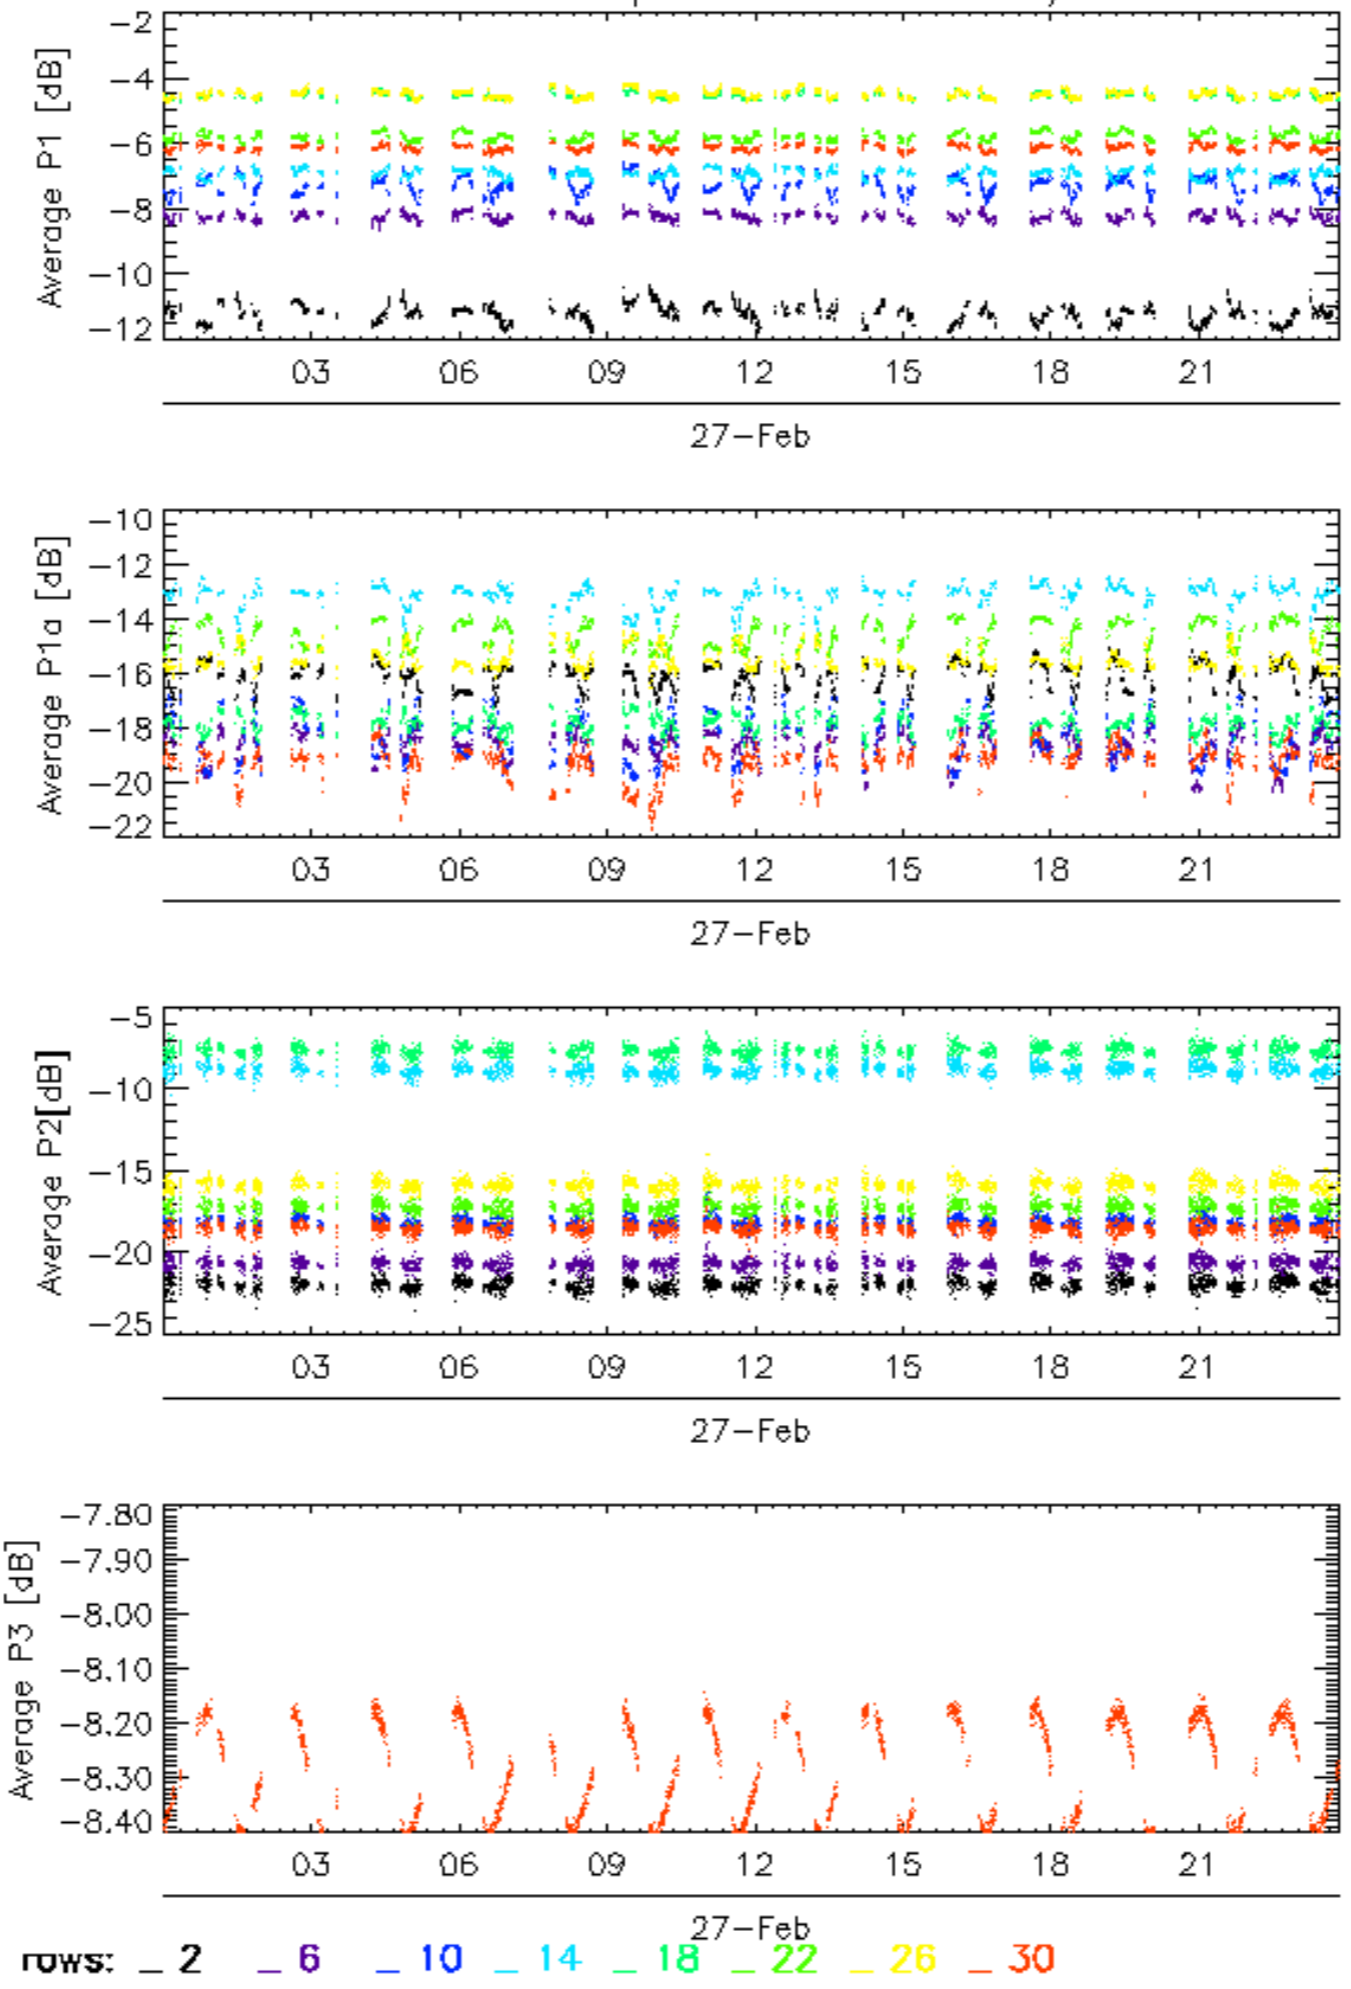 -2
-4
-6
-8
-10
-12
Average P1 [dB]
03 06 09 12 15 18 21
27-Feb
-10
-12
-14
-16
-18
-20
-22
Average P1a [dB]
03 06 09 12 15 18 21
27-Feb
-5
-10
-15
-20
-25
Average P2[dB]
03 06 09 12 15 18 21
27-Feb
-7.80
-7.90
-8.00
-8.10
-8.20
-8.30
-8.40
Average P3 [dB]
03 06 09 12 15 18 21
27-Feb
rows: _ 2 _ 6 _ 10 _ 14 _ 18 _ 22 _ 26 _ 30